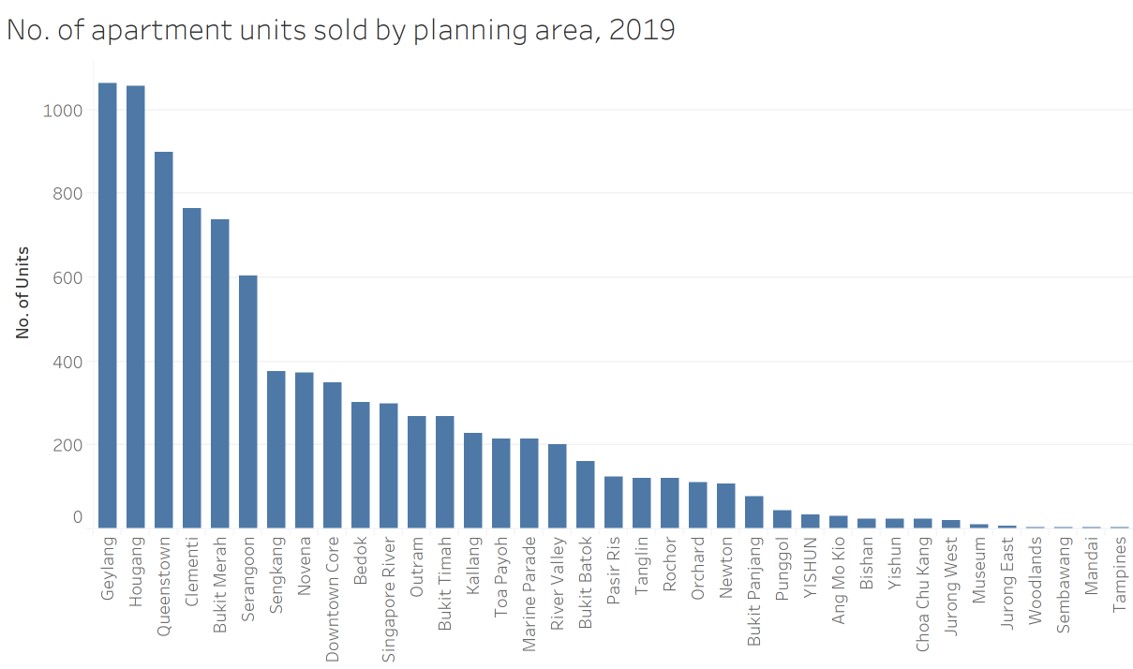 No. of apartment units sold by planning area, 2019
No. of Units
1000
800
600
400
200
0
Geylang
Hougang
Queenstown
Clementi
Bukit Merah
Serangoon
Sengkang
Novena
Downtown Core
Bedok
Singapore River
Outram
Bukit Timah
Kallang
Toa Payoh
Marine Parade
River Valley
Bukit Batok
Pasir Ris
Tanglin
Rochor
Orchard
Newton
Bukit Panjang
Punggol
YISHUN
Ang Mo Kio
Bishan
Yishun
Choa Chu Kang
Jurong West
Museum
Jurong East
Woodlands
Sembawang
Mandai
Tampines